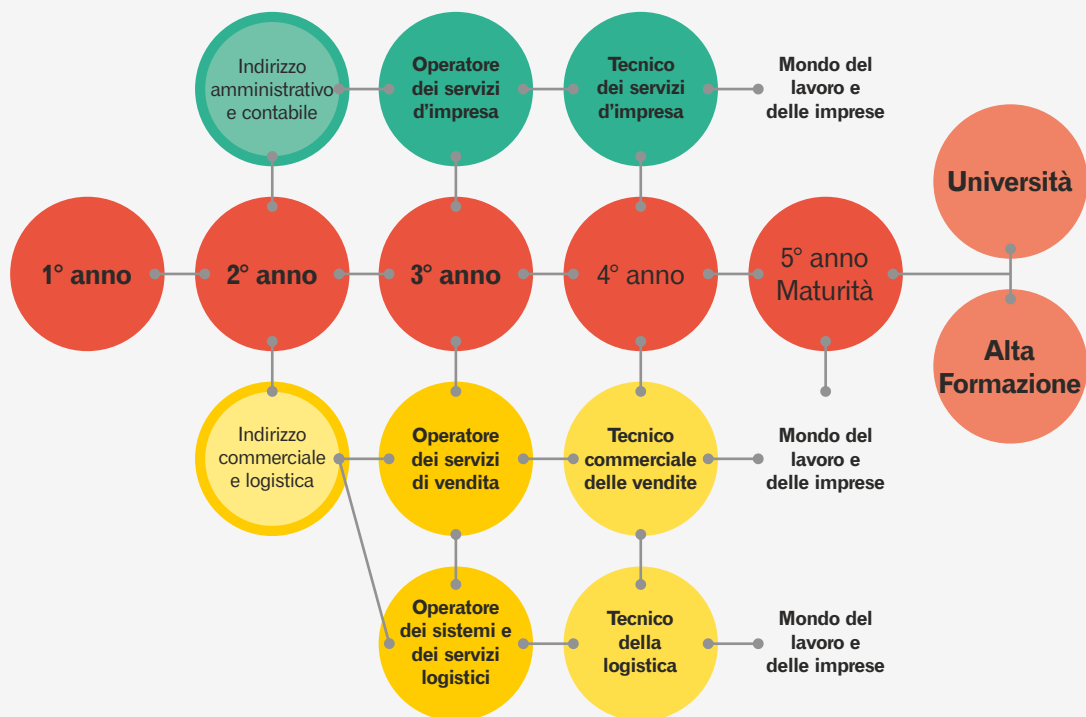 Indirizzo
amministrativo
e contabile
Operatore
dei servizi
d'impresa
Tecnico
dei servizi
d'impresa
Mondo del
lavoro e
delle imprese
Università
1° anno
2° anno
3° anno
4° anno
5° anno
Maturità
Alta
Formazione
Indirizzo
commerciale
e logistica
Operatore
dei servizi
di vendita
Tecnico
commerciale
delle vendite
Mondo del
lavoro e
delle imprese
Operatore
dei sistemi e
dei servizi
logistici
Tecnico
della
logistica
Mondo del
lavoro e
delle imprese